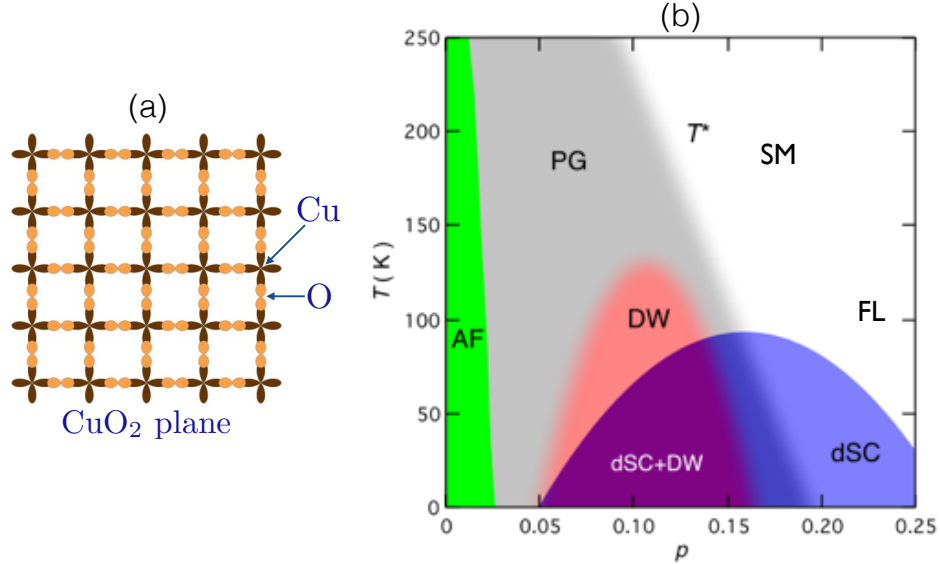 (a)
Cu
O
CuO₂ plane
(b)
T(K)
250
200
150
100
50
0
0
0.05
0.10
0.15
0.20
0.25
p
AF
PG
T*
SM
DW
FL
dSC+DW
dSC